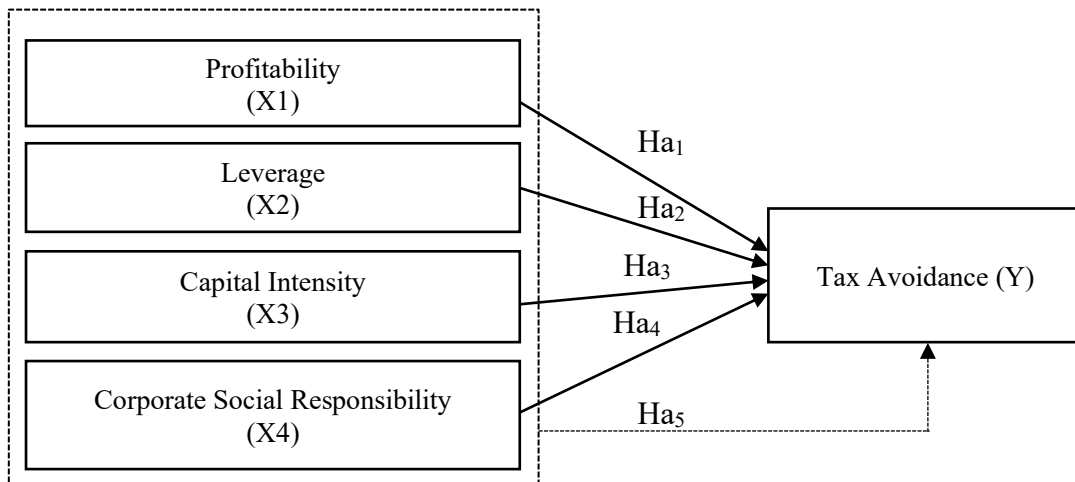 Profitability
(X1)
Ha₁
Leverage
(X2)
Ha₂
Capital Intensity
(X3)
Ha₃
Tax Avoidance (Y)
Ha₄
Corporate Social Responsibility
(X4)
Ha₅